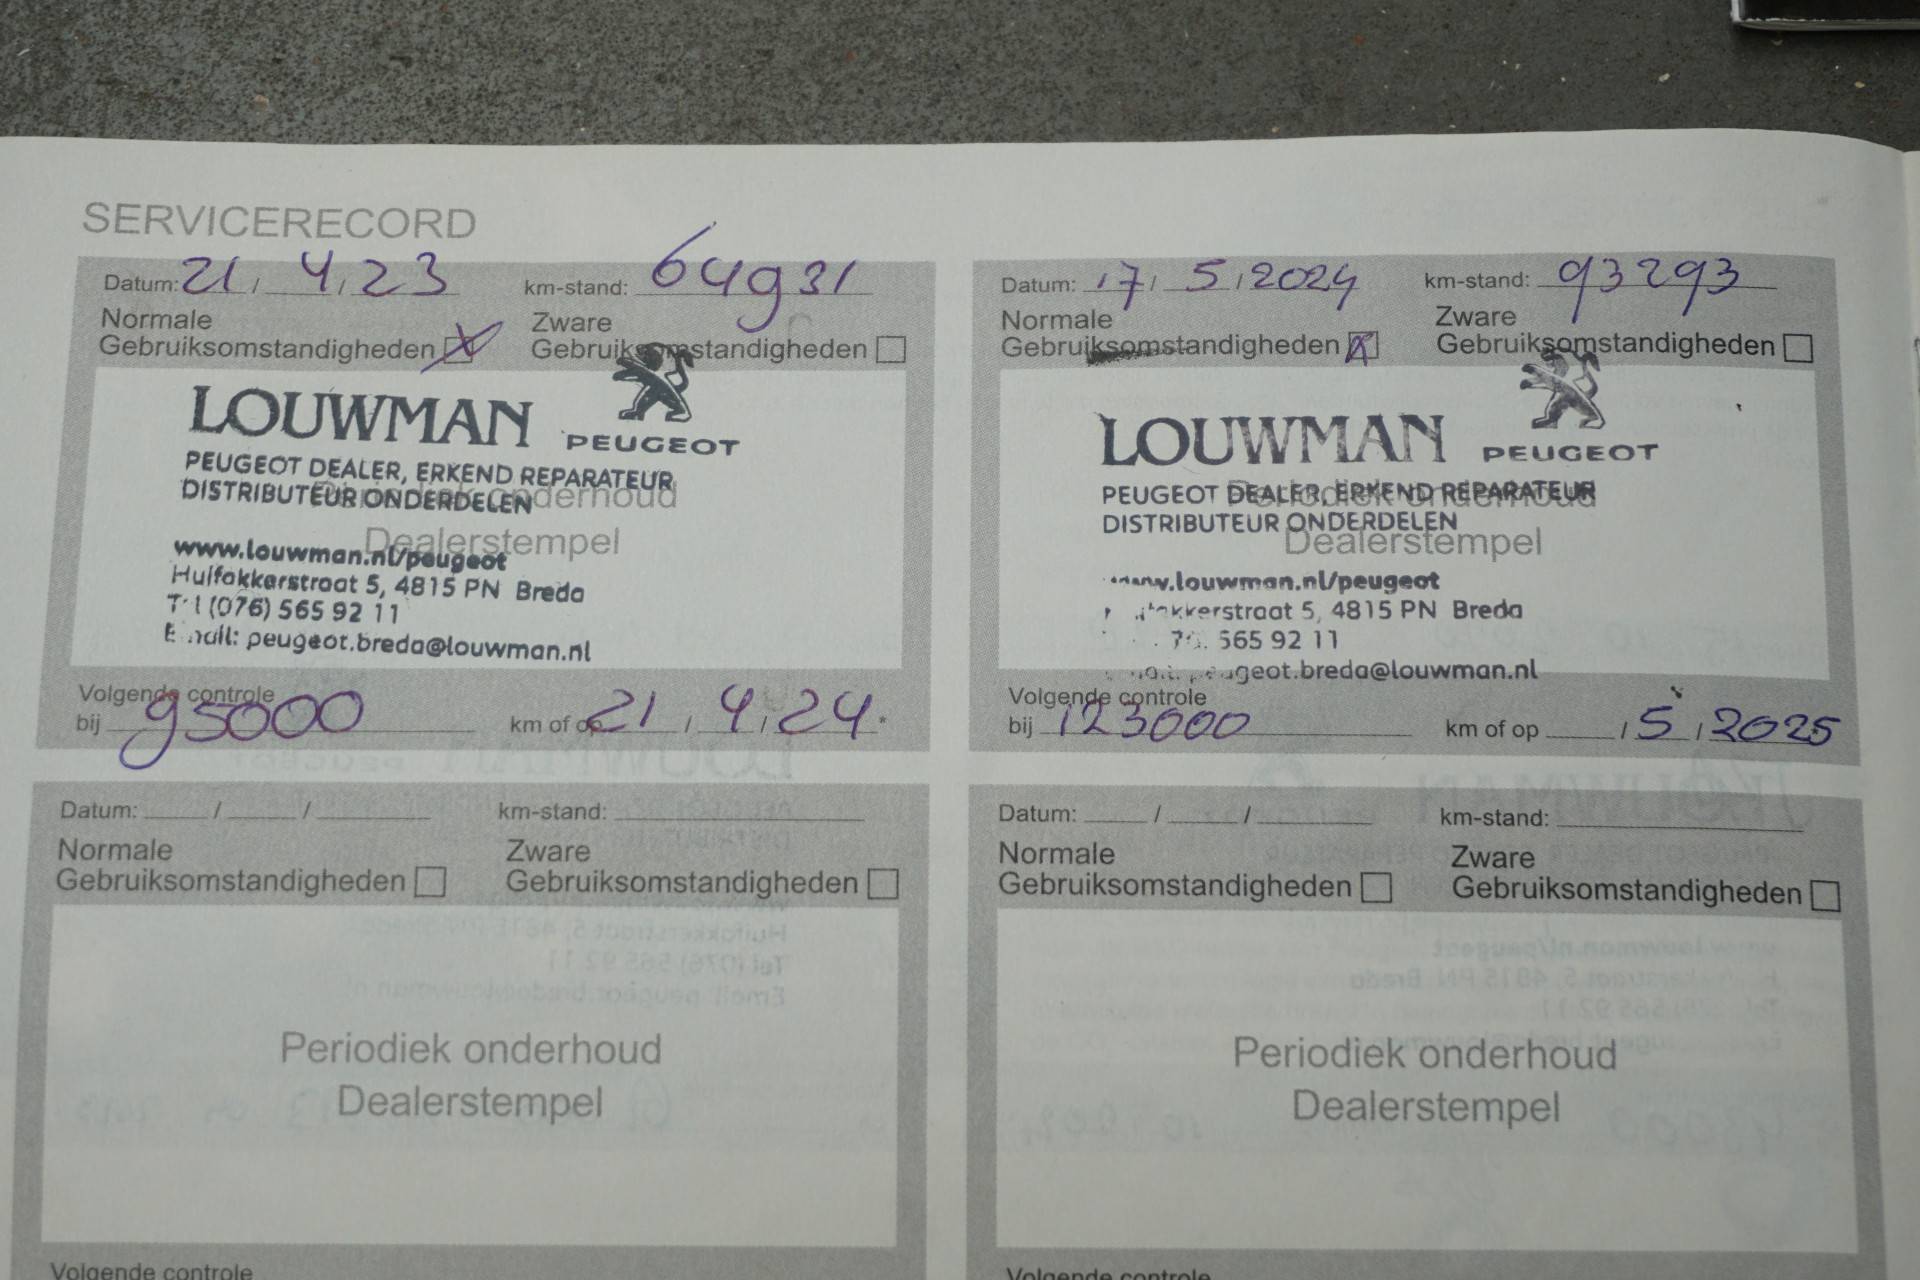 SERVICERECORD
Datum: 21 / 4 / 23 km-stand: 64931
Normale Gebruiksomstandigheden X Zware Gebruiksomstandigheden
LOUWMAN PEUGEOT
PEUGEOT DEALER, ERKEND REPARATEUR
DISTRIBUTEUR ONDERDELEN
Periodiek onderhoud
Dealerstempel
www.louwman.nl/peugeot
Huifakkerstraat 5, 4815 PN Breda
(076) 565 92 11
peugeot.breda@louwman.nl
Volgende controle
bij 95000 km of op 21 / 4 / 24 *
Datum: 17 / 5 / 2024 km-stand: 93293
Normale Gebruiksomstandigheden X Zware Gebruiksomstandigheden
LOUWMAN PEUGEOT
PEUGEOT DEALER, ERKEND REPARATEUR
DISTRIBUTEUR ONDERDELEN
Periodiek onderhoud
Dealerstempel
www.louwman.nl/peugeot
5, 4815 PN Breda
565 92 11
peugeot.breda@louwman.nl
Volgende controle
bij 123000 km of op / 5 / 2025
Datum: / / km-stand:
Normale Gebruiksomstandigheden Zware Gebruiksomstandigheden
Periodiek onderhoud
Dealerstempel
Volgende controle
Datum: / / km-stand:
Normale Gebruiksomstandigheden Zware Gebruiksomstandigheden
Periodiek onderhoud
Dealerstempel
Volgende controle